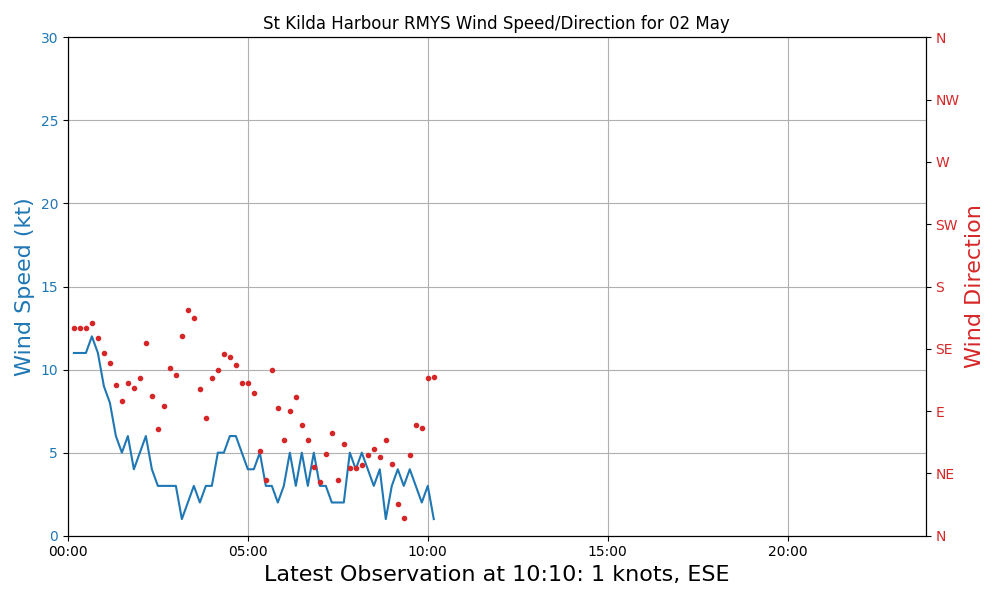 St Kilda Harbour RMYS Wind Speed/Direction for 02 May
Wind Speed (kt)
30
25
20
15
10
5
0
00:00
05:00
10:00
15:00
20:00
N
NW
W
SW
S
SE
E
NE
N
Wind Direction
Latest Observation at 10:10: 1 knots, ESE